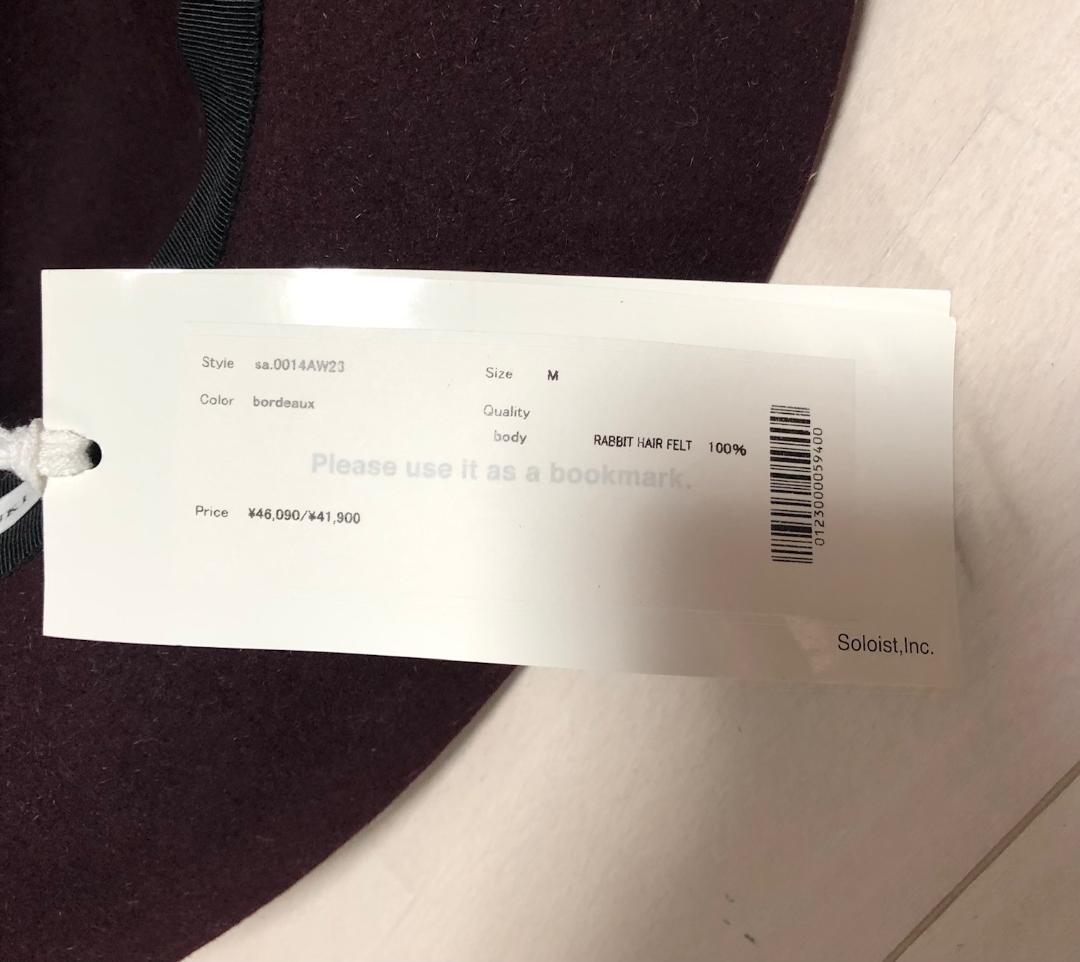 Style sa.0014AW23
Color bordeaux
Size M
Quality
body RABBIT HAIR FELT 100%
Please use it as a bookmark.
Price ¥46,090/¥41,900
0123000059400
Soloist,Inc.